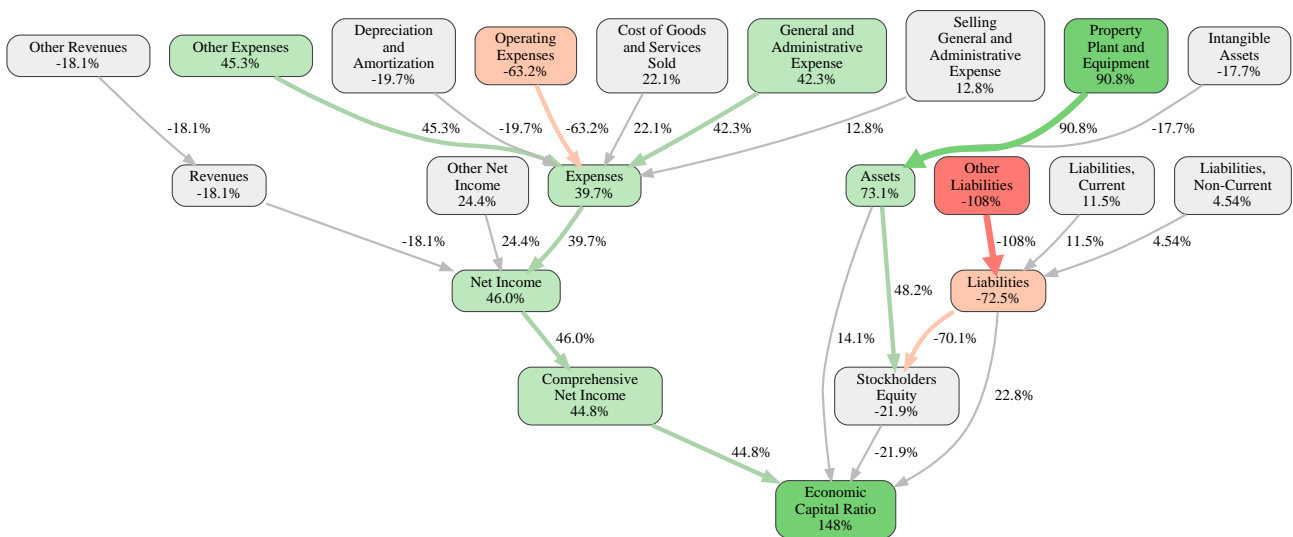 Other Revenues
-18.1%
Other Expenses
45.3%
Depreciation
and
Amortization
-19.7%
Operating
Expenses
-63.2%
Cost of Goods
and Services
Sold
22.1%
General and
Administrative
Expense
42.3%
Selling
General and
Administrative
Expense
12.8%
Property
Plant and
Equipment
90.8%
Intangible
Assets
-17.7%
-18.1%
45.3%
-19.7%
-63.2%
22.1%
42.3%
12.8%
90.8%
-17.7%
Revenues
-18.1%
Other Net
Income
24.4%
Expenses
39.7%
Assets
73.1%
Other
Liabilities
-108%
Liabilities,
Current
11.5%
Liabilities,
Non-Current
4.54%
-18.1%
24.4%
39.7%
-108%
11.5%
4.54%
Net Income
46.0%
Liabilities
-72.5%
48.2%
46.0%
14.1%
-70.1%
22.8%
Comprehensive
Net Income
44.8%
Stockholders
Equity
-21.9%
44.8%
-21.9%
Economic
Capital Ratio
148%